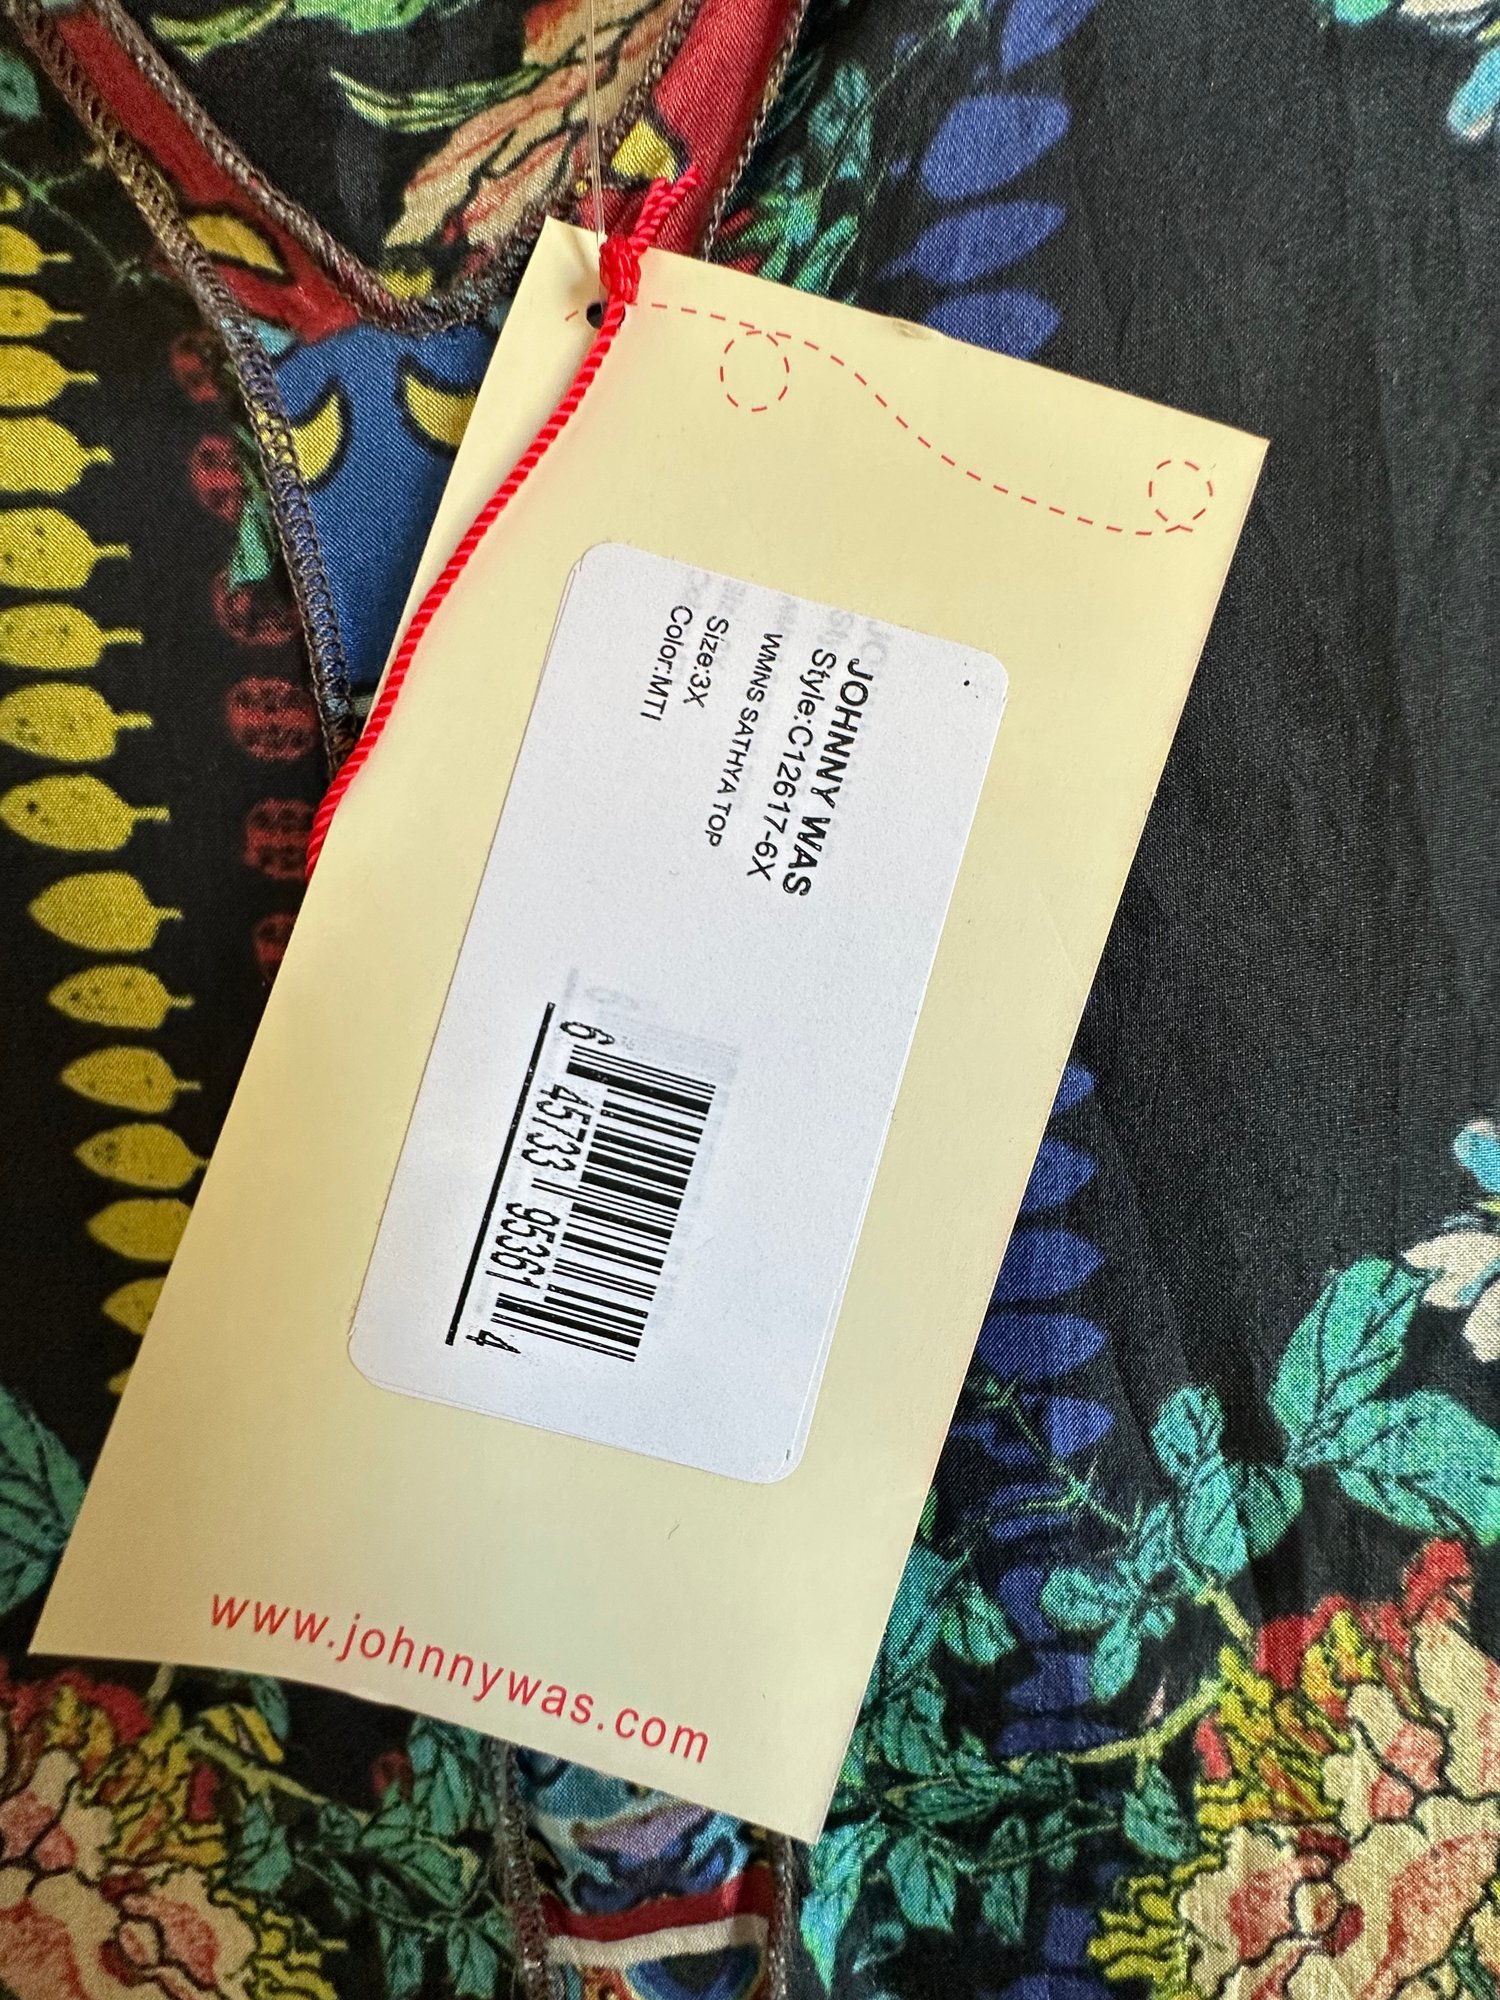 JOHNNY WAS
Style:C12617-6X
WMNS SATHYA TOP
Size:3X
Color:MTI
6 45733 95361 4
www.johnnywas.com